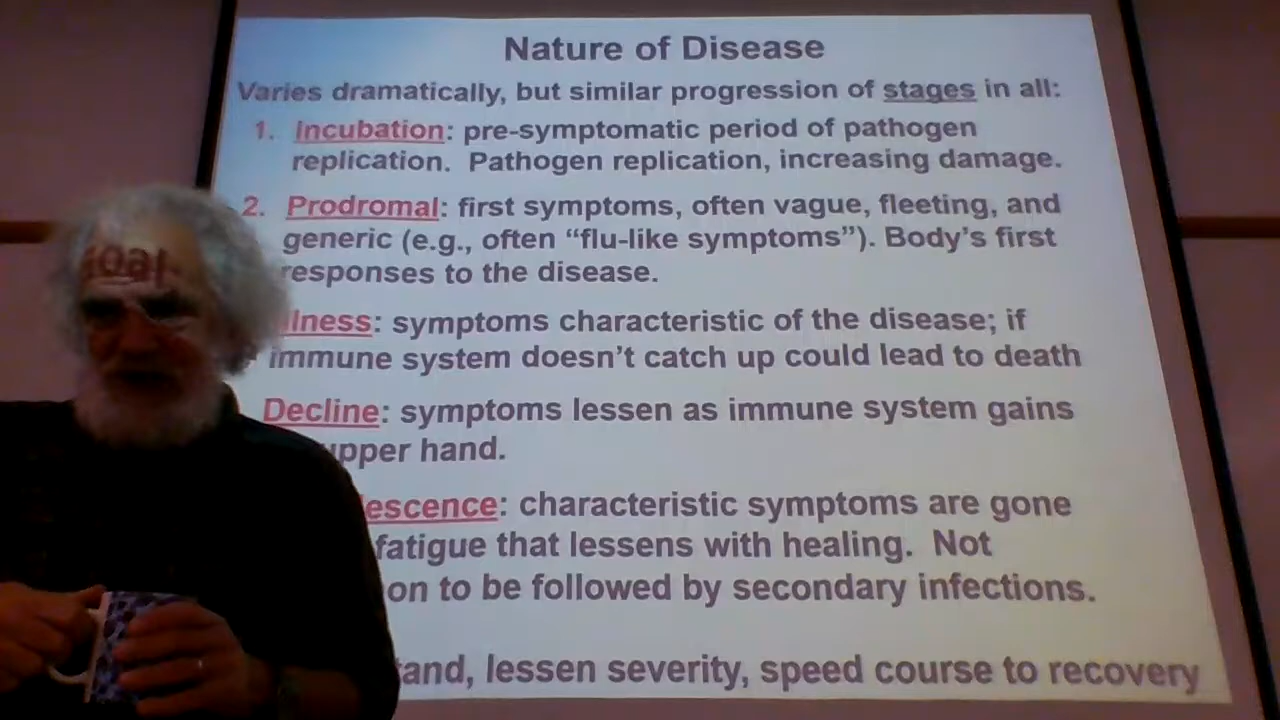 Nature of Disease
Varies dramatically, but similar progression of stages in all:
1. Incubation: pre-symptomatic period of pathogen
replication. Pathogen replication, increasing damage.
2. Prodromal: first symptoms, often vague, fleeting, and
generic (e.g., often “flu-like symptoms”). Body’s first
responses to the disease.
lness: symptoms characteristic of the disease; if
immune system doesn’t catch up could lead to death
Decline: symptoms lessen as immune system gains
upper hand.
escence: characteristic symptoms are gone
fatigue that lessens with healing. Not
on to be followed by secondary infections.
tand, lessen severity, speed course to recovery